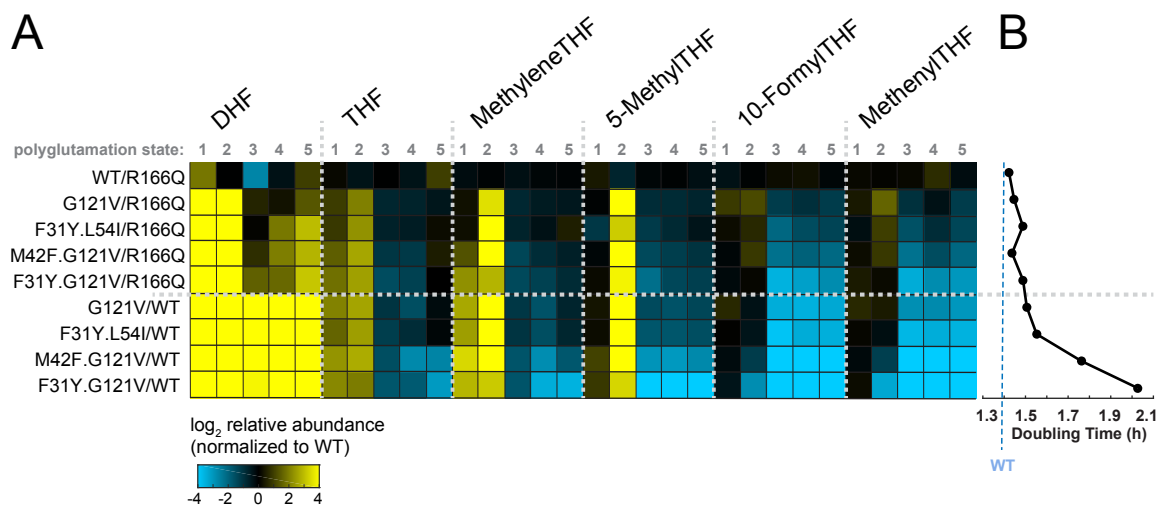 A
B
DHF
THF
MethyleneTHF
5-MethylTHF
10-FormylTHF
MethenylTHF
polyglutamation state: 1 2 3 4 5 1 2 3 4 5 1 2 3 4 5 1 2 3 4 5 1 2 3 4 5 1 2 3 4 5
WT/R166Q
G121V/R166Q
F31Y.L54I/R166Q
M42F.G121V/R166Q
F31Y.G121V/R166Q
G121V/WT
F31Y.L54I/WT
M42F.G121V/WT
F31Y.G121V/WT
1.3 1.5 1.7 1.9 2.1
Doubling Time (h)
WT
log2 relative abundance
(normalized to WT)
-4 -2 0 2 4